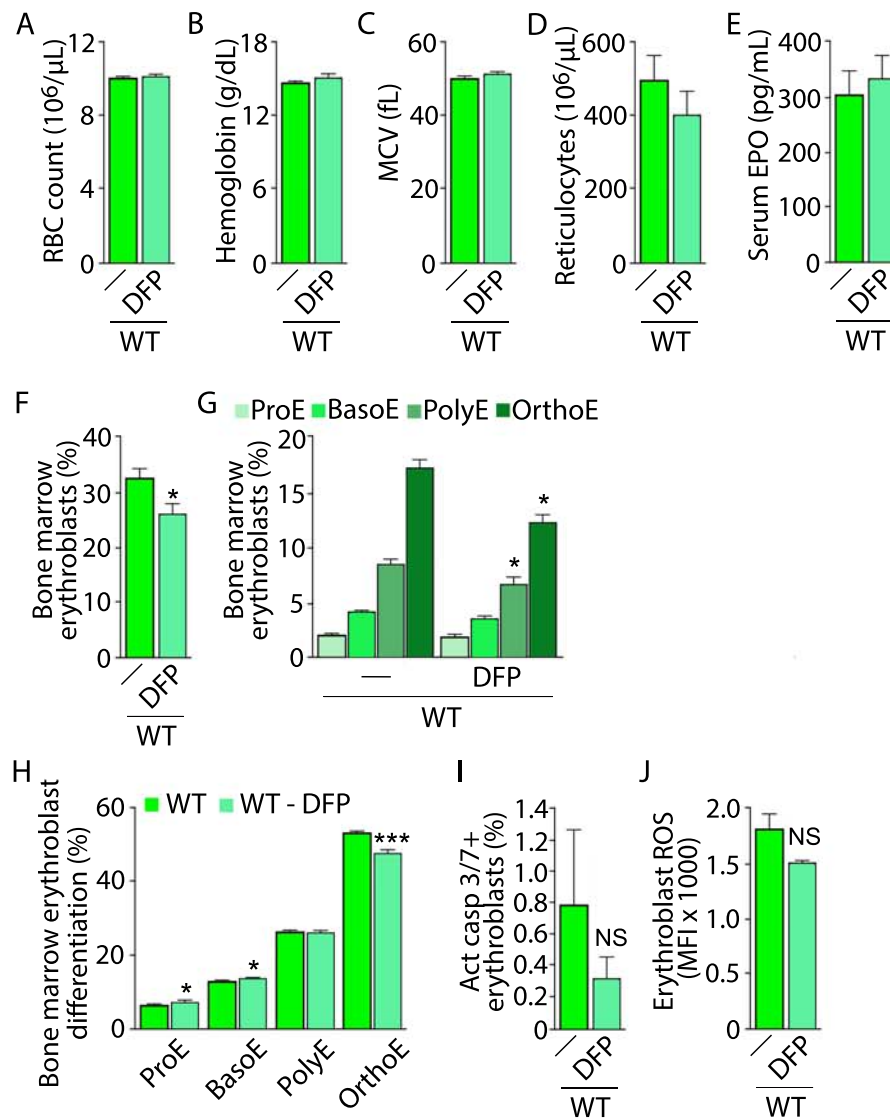 A
RBC count (10⁶/µL)
12
8
4
0
—
DFP
WT
B
Hemoglobin (g/dL)
18
12
6
0
—
DFP
WT
C
MCV (fL)
60
40
20
0
—
DFP
WT
D
Reticulocytes (10⁶/µL)
600
400
200
0
—
DFP
WT
E
Serum EPO (pg/mL)
400
300
200
100
0
—
DFP
WT
F
Bone marrow
erythroblasts (%)
40
30
20
10
0
*
—
DFP
WT
G
ProE BasoE PolyE OrthoE
Bone marrow
erythroblasts (%)
20
15
10
5
0
*
*
— DFP
WT
H
Bone marrow erythroblast
differentiation (%)
WT WT - DFP
60
40
20
0
*
*
***
ProE
BasoE
PolyE
OrthoE
I
Act casp 3/7+
erythroblasts (%)
1.4
1.2
1.0
0.8
0.6
0.4
0.2
0
NS
—
DFP
WT
J
Erythroblast ROS
(MFI x 1000)
2.0
1.5
1.0
0.5
0
NS
—
DFP
WT